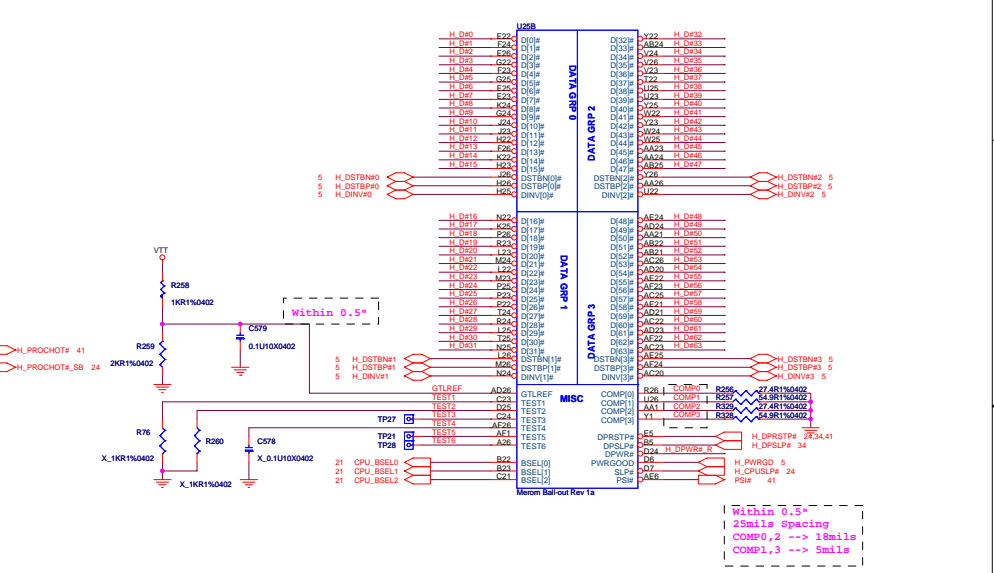 U25B
H_D#0 E22 D[0]# D[32]# Y22 H_D#32
H_D#1 F24 D[1]# D[33]# AB24 H_D#33
H_D#2 E26 D[2]# D[34]# V24 H_D#34
H_D#3 G22 D[3]# D[35]# V26 H_D#35
H_D#4 F23 D[4]# D[36]# V23 H_D#36
H_D#5 G25 D[5]# D[37]# T22 H_D#37
H_D#6 E25 D[6]# D[38]# U25 H_D#38
H_D#7 E23 D[7]# D[39]# U23 H_D#39
H_D#8 K24 D[8]# D[40]# Y25 H_D#40
H_D#9 G24 D[9]# D[41]# W22 H_D#41
H_D#10 J24 D[10]# D[42]# Y23 H_D#42
H_D#11 J23 D[11]# D[43]# W24 H_D#43
H_D#12 H22 D[12]# D[44]# W25 H_D#44
H_D#13 F26 D[13]# D[45]# AA23 H_D#45
H_D#14 K22 D[14]# D[46]# AA24 H_D#46
H_D#15 H23 D[15]# D[47]# AB25 H_D#47
5 H_DSTBN#0 J26 DSTBN[0]# DSTBN[2]# Y26 H_DSTBN#2 5
5 H_DSTBP#0 H26 DSTBP[0]# DSTBP[2]# AA26 H_DSTBP#2 5
5 H_DINV#0 H25 DINV[0]# DINV[2]# U22 H_DINV#2 5
DATA GRP 0
DATA GRP 2
H_D#16 N22 D[16]# D[48]# AE24 H_D#48
H_D#17 K25 D[17]# D[49]# AD24 H_D#49
H_D#18 P26 D[18]# D[50]# AA21 H_D#50
H_D#19 R23 D[19]# D[51]# AB22 H_D#51
H_D#20 L23 D[20]# D[52]# AB21 H_D#52
H_D#21 M24 D[21]# D[53]# AC26 H_D#53
H_D#22 L22 D[22]# D[54]# AD20 H_D#54
H_D#23 M23 D[23]# D[55]# AE22 H_D#55
H_D#24 P25 D[24]# D[56]# AF23 H_D#56
H_D#25 P23 D[25]# D[57]# AC25 H_D#57
H_D#26 P22 D[26]# D[58]# AE21 H_D#58
H_D#27 T24 D[27]# D[59]# AD21 H_D#59
H_D#28 R24 D[28]# D[60]# AC22 H_D#60
H_D#29 L25 D[29]# D[61]# AD23 H_D#61
H_D#30 T25 D[30]# D[62]# AF22 H_D#62
H_D#31 N25 D[31]# D[63]# AC23 H_D#63
5 H_DSTBN#1 L26 DSTBN[1]# DSTBN[3]# AE25 H_DSTBN#3 5
5 H_DSTBP#1 M26 DSTBP[1]# DSTBP[3]# AF24 H_DSTBP#3 5
5 H_DINV#1 N24 DINV[1]# DINV[3]# AC20 H_DINV#3 5
DATA GRP 1
DATA GRP 3
VTT
R258
1KR1%0402
Within 0.5"
C579
0.1U10X0402
R259
2KR1%0402
H_PROCHOT# 41
H_PROCHOT#_SB 24
MISC
GTLREF AD26 GTLREF COMP[0] R26 COMP0 R256 27.4R1%0402
TEST1 C23 TEST1 COMP[1] U26 COMP1 R257 54.9R1%0402
TEST2 D25 TEST2 COMP[2] AA1 COMP2 R329 27.4R1%0402
TP27 TEST3 C24 TEST3 COMP[3] Y1 COMP3 R328 54.9R1%0402
TEST4 AF26 TEST4
TP21 TEST5 AF1 TEST5 DPRSTP# E5 H_DPRSTP# 24,34,41
TP28 TEST6 A26 TEST6 DPSLP# B5 H_DPSLP# 34
DPWR# D24 H_DPWR#_R
21 CPU_BSEL0 B22 BSEL[0] PWRGOOD D6 H_PWRGD 5
21 CPU_BSEL1 B23 BSEL[1] SLP# D7 H_CPUSLP# 24
21 CPU_BSEL2 C21 BSEL[2] PSI# AE6 PSI# 41
R76
X_1KR1%0402
R260
X_1KR1%0402
C578
X_0.1U10X0402
Merom Ball-out Rev 1a
Within 0.5"
25mils Spacing
COMP0,2 --> 18mils
COMP1,3 --> 5mils